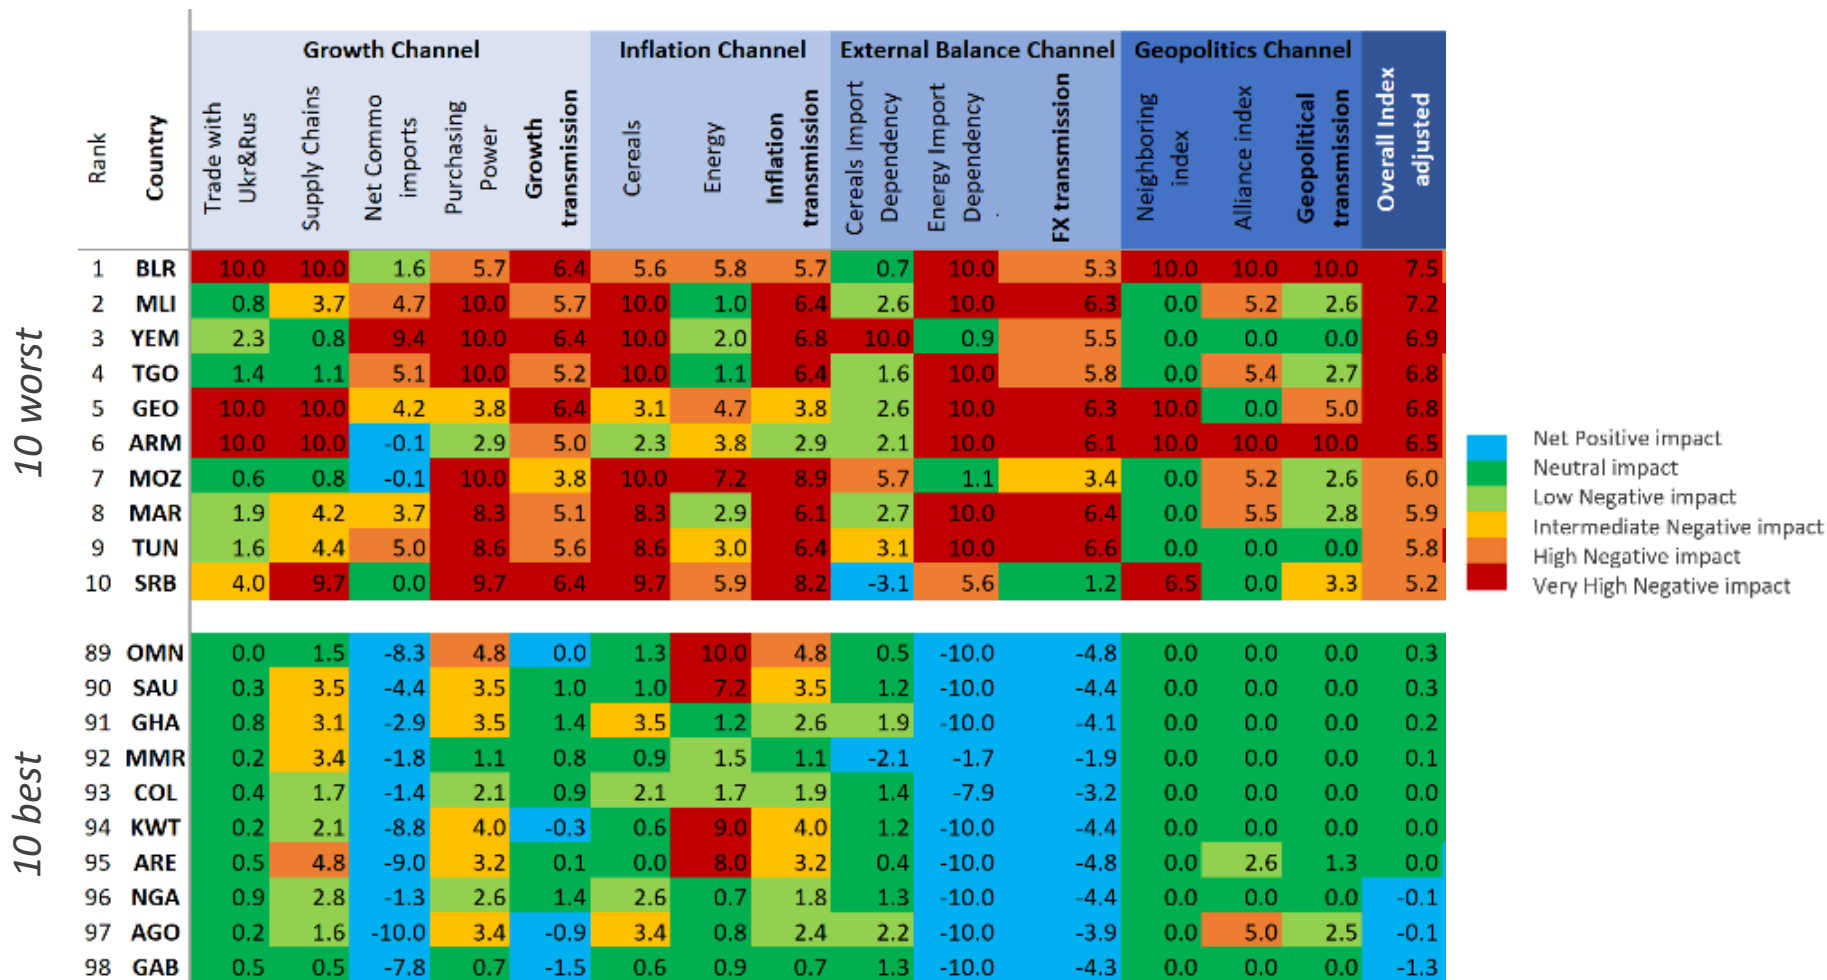 Growth Channel Inflation Channel External Balance Channel Geopolitics Channel
Rank Country Trade with Ukr&Rus Supply Chains Net Commo imports Purchasing Power Growth transmission Cereals Energy Inflation transmission Cereals Import Dependency Energy Import Dependency FX transmission Neighboring index Alliance index Geopolitical transmission Overall Index adjusted
10 worst
1 BLR 10.0 10.0 1.6 5.7 6.4 5.6 5.8 5.7 0.7 10.0 5.3 10.0 10.0 10.0 7.5
2 MLI 0.8 3.7 4.7 10.0 5.7 10.0 1.0 6.4 2.6 10.0 6.3 0.0 5.2 2.6 7.2
3 YEM 2.3 0.8 9.4 10.0 6.4 10.0 2.0 6.8 10.0 0.9 5.5 0.0 0.0 0.0 6.9
4 TGO 1.4 1.1 5.1 10.0 5.2 10.0 1.1 6.4 1.6 10.0 5.8 0.0 5.4 2.7 6.8
5 GEO 10.0 10.0 4.2 3.8 6.4 3.1 4.7 3.8 2.6 10.0 6.3 10.0 0.0 5.0 6.8
6 ARM 10.0 10.0 -0.1 2.9 5.0 2.3 3.8 2.9 2.1 10.0 6.1 10.0 10.0 10.0 6.5
7 MOZ 0.6 0.8 -0.1 10.0 3.8 10.0 7.2 8.9 5.7 1.1 3.4 0.0 5.2 2.6 6.0
8 MAR 1.9 4.2 3.7 8.3 5.1 8.3 2.9 6.1 2.7 10.0 6.4 0.0 5.5 2.8 5.9
9 TUN 1.6 4.4 5.0 8.6 5.6 8.6 3.0 6.4 3.1 10.0 6.6 0.0 0.0 0.0 5.8
10 SRB 4.0 9.7 0.0 9.7 6.4 9.7 5.9 8.2 -3.1 5.6 1.2 6.5 0.0 3.3 5.2
10 best
89 OMN 0.0 1.5 -8.3 4.8 0.0 1.3 10.0 4.8 0.5 -10.0 -4.8 0.0 0.0 0.0 0.3
90 SAU 0.3 3.5 -4.4 3.5 1.0 1.0 7.2 3.5 1.2 -10.0 -4.4 0.0 0.0 0.0 0.3
91 GHA 0.8 3.1 -2.9 3.5 1.4 3.5 1.2 2.6 1.9 -10.0 -4.1 0.0 0.0 0.0 0.2
92 MMR 0.2 3.4 -1.8 1.1 0.8 0.9 1.5 1.1 -2.1 -1.7 -1.9 0.0 0.0 0.0 0.1
93 COL 0.4 1.7 -1.4 2.1 0.9 2.1 1.7 1.9 1.4 -7.9 -3.2 0.0 0.0 0.0 0.0
94 KWT 0.2 2.1 -8.8 4.0 -0.3 0.6 9.0 4.0 1.2 -10.0 -4.4 0.0 0.0 0.0 0.0
95 ARE 0.5 4.8 -9.0 3.2 0.1 0.0 8.0 3.2 0.4 -10.0 -4.8 0.0 2.6 1.3 0.0
96 NGA 0.9 2.8 -1.3 2.6 1.4 2.6 0.7 1.8 1.3 -10.0 -4.4 0.0 0.0 0.0 -0.1
97 AGO 0.2 1.6 -10.0 3.4 -0.9 3.4 0.8 2.4 2.2 -10.0 -3.9 0.0 5.0 2.5 -0.1
98 GAB 0.5 0.5 -7.8 0.7 -1.5 0.6 0.9 0.7 1.3 -10.0 -4.3 0.0 0.0 0.0 -1.3
Net Positive impact
Neutral impact
Low Negative impact
Intermediate Negative impact
High Negative impact
Very High Negative impact